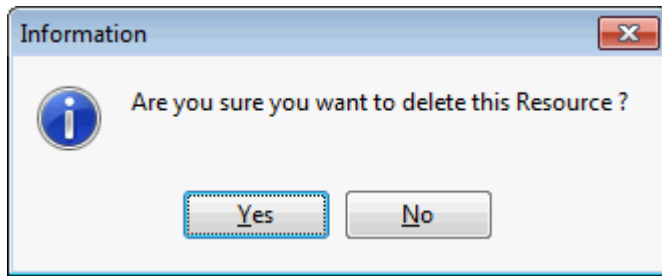 Information
Are you sure you want to delete this Resource ?
Yes
No